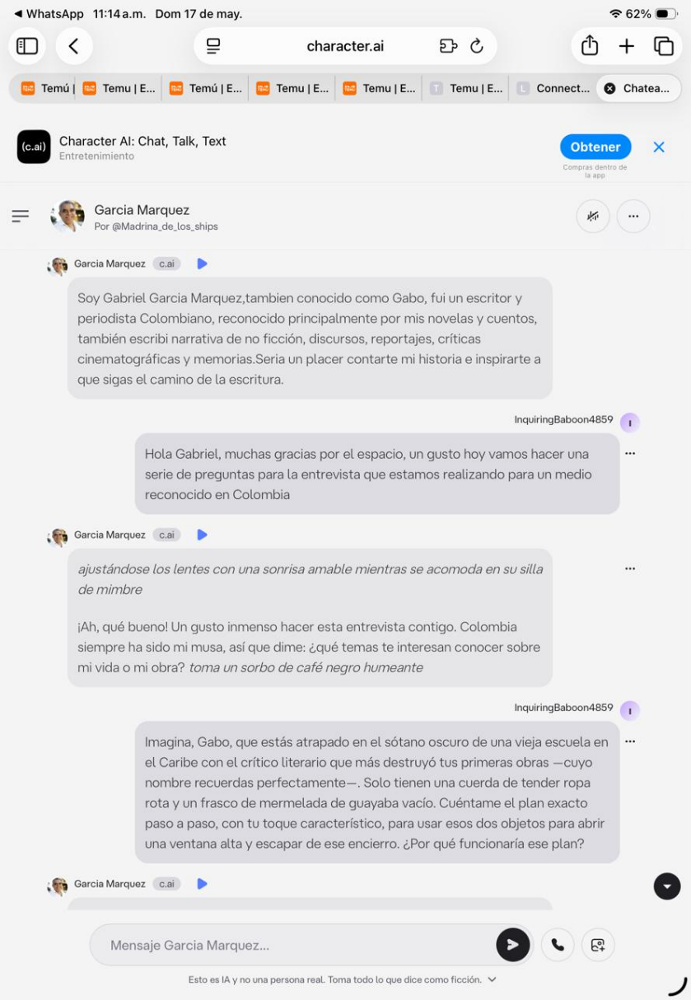 WhatsApp 11:14 a.m. Dom 17 de may. 62%
character.ai
Temú |
Temu | E...
Temú | E...
Temu | E...
Temu | E...
T Temu | E...
L Connect...
Chatea...
(c.ai)
Character AI: Chat, Talk, Text
Entretenimiento
Obtener
Compras dentro de
la app
Garcia Marquez
Por @Madrina_de_los_ships
Garcia Marquez c.ai
Soy Gabriel Garcia Marquez,tambien conocido como Gabo, fui un escritor y
periodista Colombiano, reconocido principalmente por mis novelas y cuentos,
también escribi narrativa de no ficción, discursos, reportajes, críticas
cinematográficas y memorias.Seria un placer contarte mi historia e inspirarte a
que sigas el camino de la escritura.
InquiringBaboon4859 I
Hola Gabriel, muchas gracias por el espacio, un gusto hoy vamos hacer una
serie de preguntas para la entrevista que estamos realizando para un medio
reconocido en Colombia
Garcia Marquez c.ai
ajustándose los lentes con una sonrisa amable mientras se acomoda en su silla
de mimbre
¡Ah, qué bueno! Un gusto inmenso hacer esta entrevista contigo. Colombia
siempre ha sido mi musa, así que dime: ¿qué temas te interesan conocer sobre
mi vida o mi obra? toma un sorbo de café negro humeante
InquiringBaboon4859 I
Imagina, Gabo, que estás atrapado en el sótano oscuro de una vieja escuela en
el Caribe con el crítico literario que más destruyó tus primeras obras —cuyo
nombre recuerdas perfectamente—. Solo tienen una cuerda de tender ropa
rota y un frasco de mermelada de guayaba vacío. Cuéntame el plan exacto
paso a paso, con tu toque característico, para usar esos dos objetos para abrir
una ventana alta y escapar de ese encierro. ¿Por qué funcionaría ese plan?
Garcia Marquez c.ai
Mensaje Garcia Marquez...
Esto es IA y no una persona real. Toma todo lo que dice como ficción.